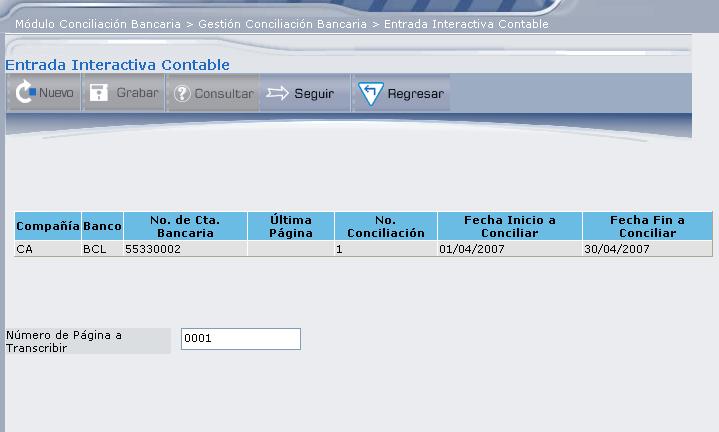 Módulo Conciliación Bancaria > Gestión Conciliación Bancaria > Entrada Interactiva Contable
Entrada Interactiva Contable
Nuevo Grabar Consultar Seguir Regresar
Compañía Banco No. de Cta. Bancaria Última Página No. Conciliación Fecha Inicio a Conciliar Fecha Fin a Conciliar
CA BCL 55330002 1 01/04/2007 30/04/2007
Número de Página a
Transcribir
0001